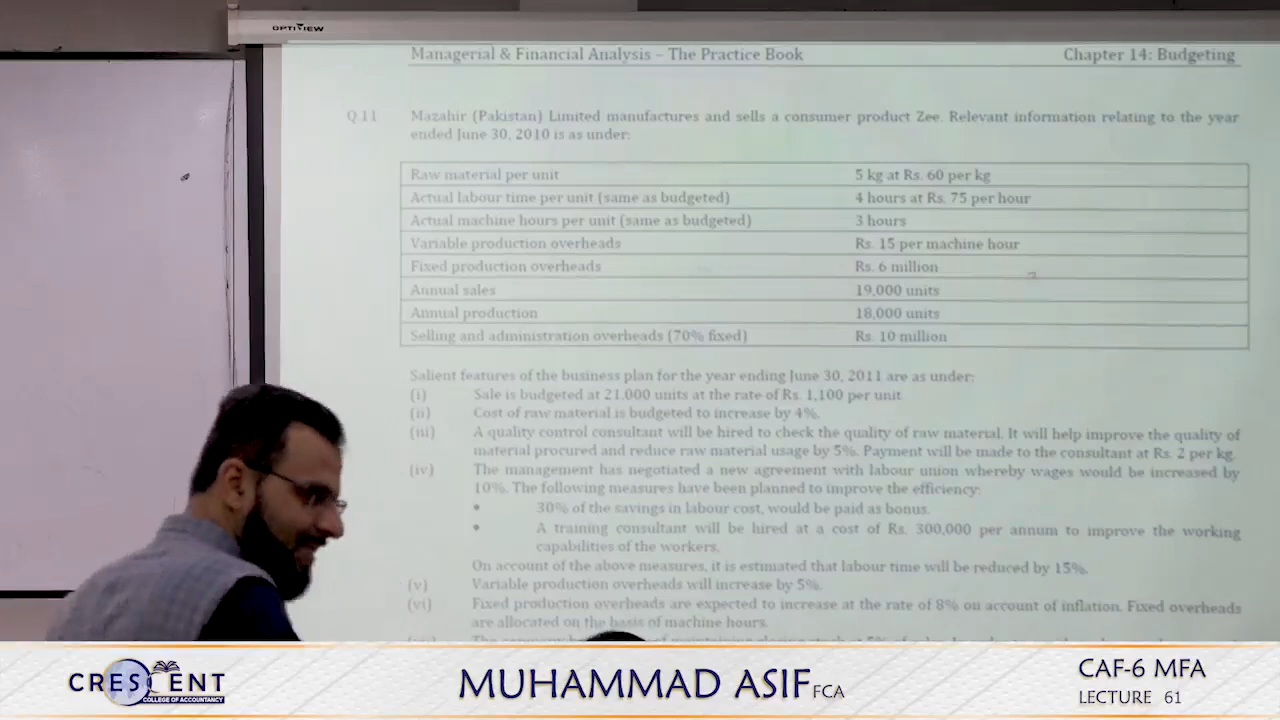 OPTIVIEW
Managerial & Financial Analysis – The Practice Book Chapter 14: Budgeting
Q.11 Mazahir (Pakistan) Limited manufactures and sells a consumer product Zee. Relevant information relating to the year
ended June 30, 2010 is as under:
Raw material per unit 5 kg at Rs. 60 per kg
Actual labour time per unit (same as budgeted) 4 hours at Rs. 75 per hour
Actual machine hours per unit (same as budgeted) 3 hours
Variable production overheads Rs. 15 per machine hour
Fixed production overheads Rs. 6 million
Annual sales 19,000 units
Annual production 18,000 units
Selling and administration overheads (70% fixed) Rs. 10 million
Salient features of the business plan for the year ending June 30, 2011 are as under:
(i) Sale is budgeted at 21,000 units at the rate of Rs. 1,100 per unit
(ii) Cost of raw material is budgeted to increase by 4%.
(iii) A quality control consultant will be hired to check the quality of raw material. It will help improve the quality of
material procured and reduce raw material usage by 5%. Payment will be made to the consultant at Rs. 2 per kg.
(iv) The management has negotiated a new agreement with labour union whereby wages would be increased by
10%. The following measures have been planned to improve the efficiency:
• 30% of the savings in labour cost, would be paid as bonus.
• A training consultant will be hired at a cost of Rs. 300,000 per annum to improve the working
capabilities of the workers.
On account of the above measures, it is estimated that labour time will be reduced by 15%.
(v) Variable production overheads will increase by 5%.
(vi) Fixed production overheads are expected to increase at the rate of 8% on account of inflation. Fixed overheads
are allocated on the basis of machine hours.
CRESCENT
COLLEGE OF ACCOUNTANCY
MUHAMMAD ASIF FCA
CAF-6 MFA
LECTURE 61